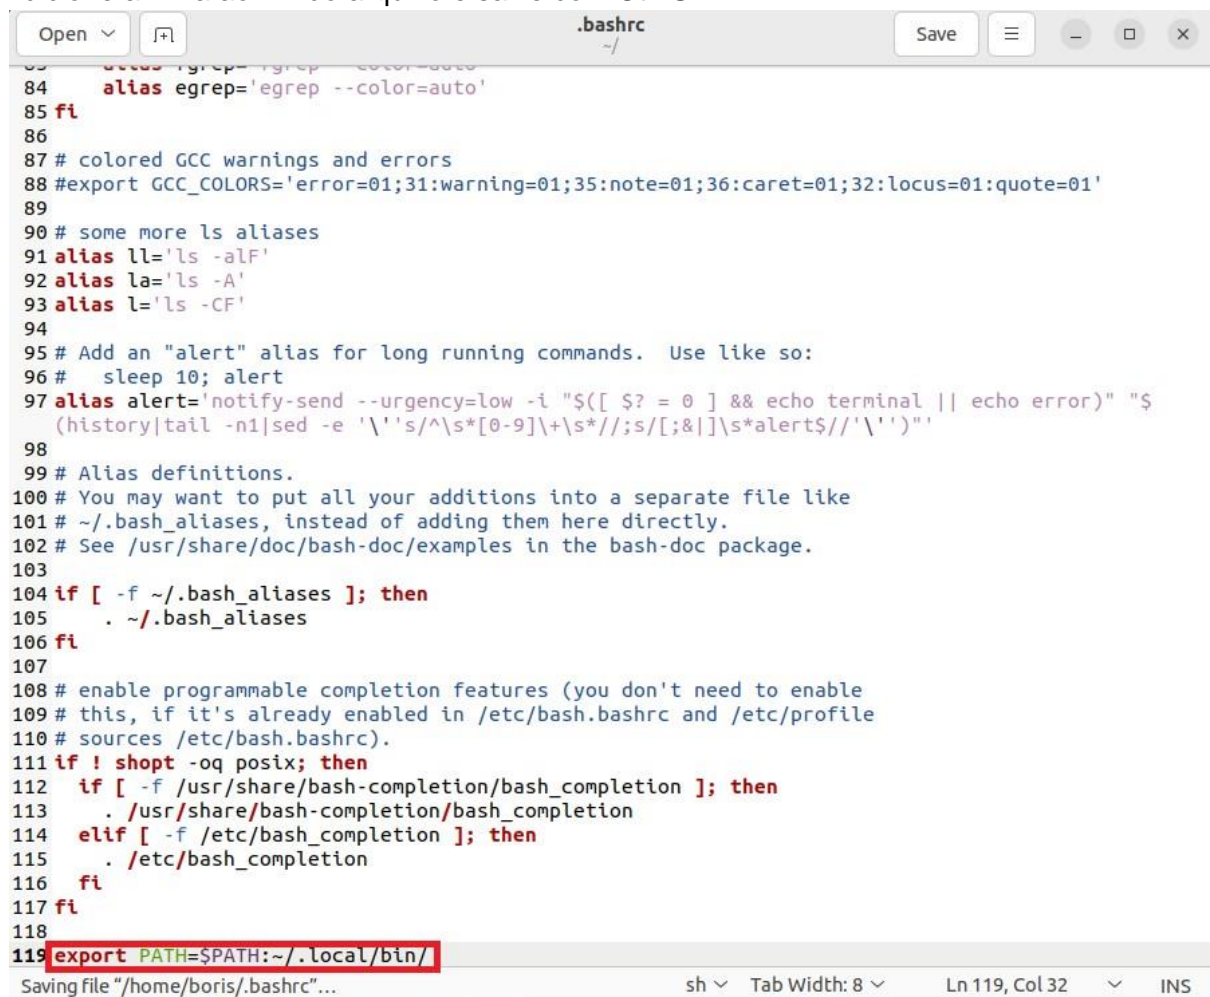 Open
.bashrc
~/
Save
84 alias egrep='egrep --color=auto'
85 fi
86
87 # colored GCC warnings and errors
88 #export GCC_COLORS='error=01;31:warning=01;35:note=01;36:caret=01;32:locus=01:quote=01'
89
90 # some more ls aliases
91 alias ll='ls -alF'
92 alias la='ls -A'
93 alias l='ls -CF'
94
95 # Add an "alert" alias for long running commands.  Use like so:
96 #   sleep 10; alert
97 alias alert='notify-send --urgency=low -i "$([ $? = 0 ] && echo terminal || echo error)" "$
(history|tail -n1|sed -e '\''s/^\s*[0-9]\+\s*//;s/[;&|]\s*alert$//'\'')"'
98
99 # Alias definitions.
100 # You may want to put all your additions into a separate file like
101 # ~/.bash_aliases, instead of adding them here directly.
102 # See /usr/share/doc/bash-doc/examples in the bash-doc package.
103
104 if [ -f ~/.bash_aliases ]; then
105     . ~/.bash_aliases
106 fi
107
108 # enable programmable completion features (you don't need to enable
109 # this, if it's already enabled in /etc/bash.bashrc and /etc/profile
110 # sources /etc/bash.bashrc).
111 if ! shopt -oq posix; then
112   if [ -f /usr/share/bash-completion/bash_completion ]; then
113     . /usr/share/bash-completion/bash_completion
114   elif [ -f /etc/bash_completion ]; then
115     . /etc/bash_completion
116   fi
117 fi
118
119 export PATH=$PATH:~/.local/bin/
Saving file “/home/boris/.bashrc”... sh Tab Width: 8 Ln 119, Col 32 INS